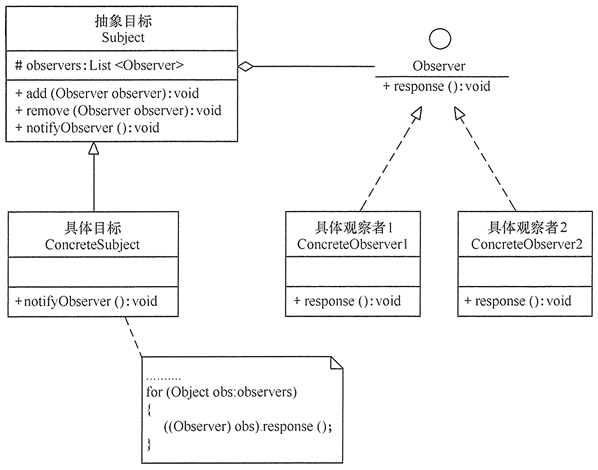 抽象目标
Subject
# observers: List <Observer>
+ add (Observer observer): void
+ remove (Observer observer): void
+ notifyObserver (): void
Observer
+ response (): void
具体目标
ConcreteSubject
+notifyObserver (): void
具体观察者1
ConcreteObserver1
+ response (): void
具体观察者2
ConcreteObserver2
+ response (): void
..........
for (Object obs:observers)
{
((Observer) obs).response ();
}